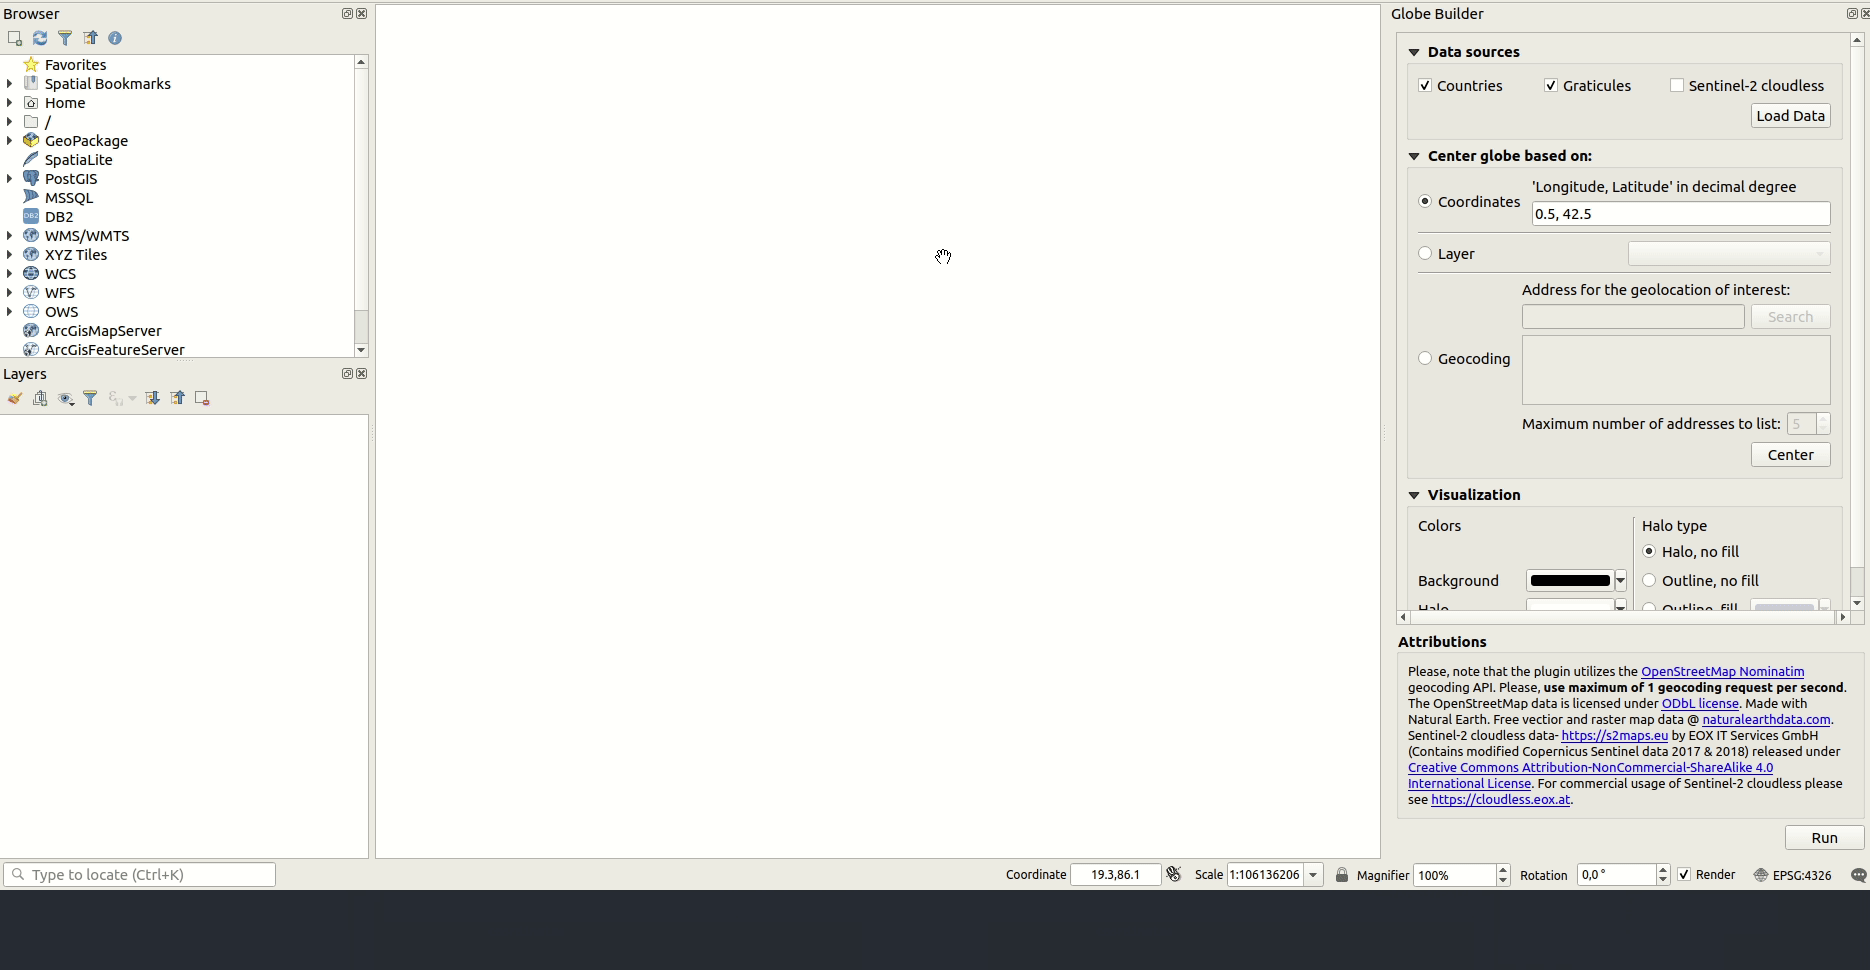 Browser
Favorites
Spatial Bookmarks
Home
/
GeoPackage
SpatiaLite
PostGIS
MSSQL
DB2
DB2
WMS/WMTS
XYZ Tiles
WCS
WFS
OWS
ArcGisMapServer
ArcGisFeatureServer
Layers
Globe Builder
Data sources
Countries
Graticules
Sentinel-2 cloudless
Load Data
Center globe based on:
'Longitude, Latitude' in decimal degree
Coordinates
0.5, 42.5
Layer
Address for the geolocation of interest:
Search
Geocoding
Maximum number of addresses to list: 5
Center
Visualization
Colors
Halo type
Halo, no fill
Background
Outline, no fill
Halo
Outline, fill
Attributions
Please, note that the plugin utilizes the OpenStreetMap Nominatim
geocoding API. Please, use maximum of 1 geocoding request per second.
The OpenStreetMap data is licensed under ODbL license. Made with
Natural Earth. Free vectior and raster map data @ naturalearthdata.com.
Sentinel-2 cloudless data- https://s2maps.eu by EOX IT Services GmbH
(Contains modified Copernicus Sentinel data 2017 & 2018) released under
Creative Commons Attribution-NonCommercial-ShareAlike 4.0
International License. For commercial usage of Sentinel-2 cloudless please
see https://cloudless.eox.at.
Run
Type to locate (Ctrl+K)
Coordinate 19.3,86.1 Scale 1:106136206 Magnifier 100% Rotation 0,0 ° Render EPSG:4326